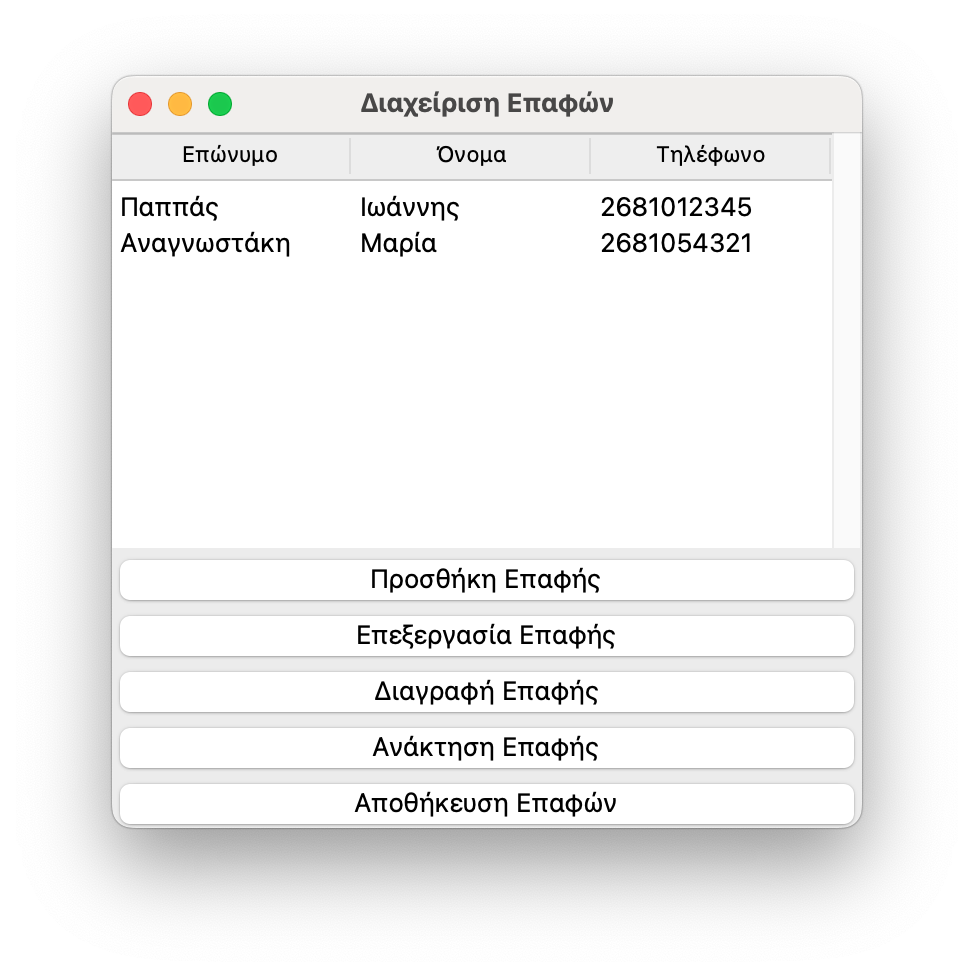 Διαχείριση Επαφών
Επώνυμο Όνομα Τηλέφωνο
Παππάς Ιωάννης 2681012345
Αναγνωστάκη Μαρία 2681054321
Προσθήκη Επαφής
Επεξεργασία Επαφής
Διαγραφή Επαφής
Ανάκτηση Επαφής
Αποθήκευση Επαφών